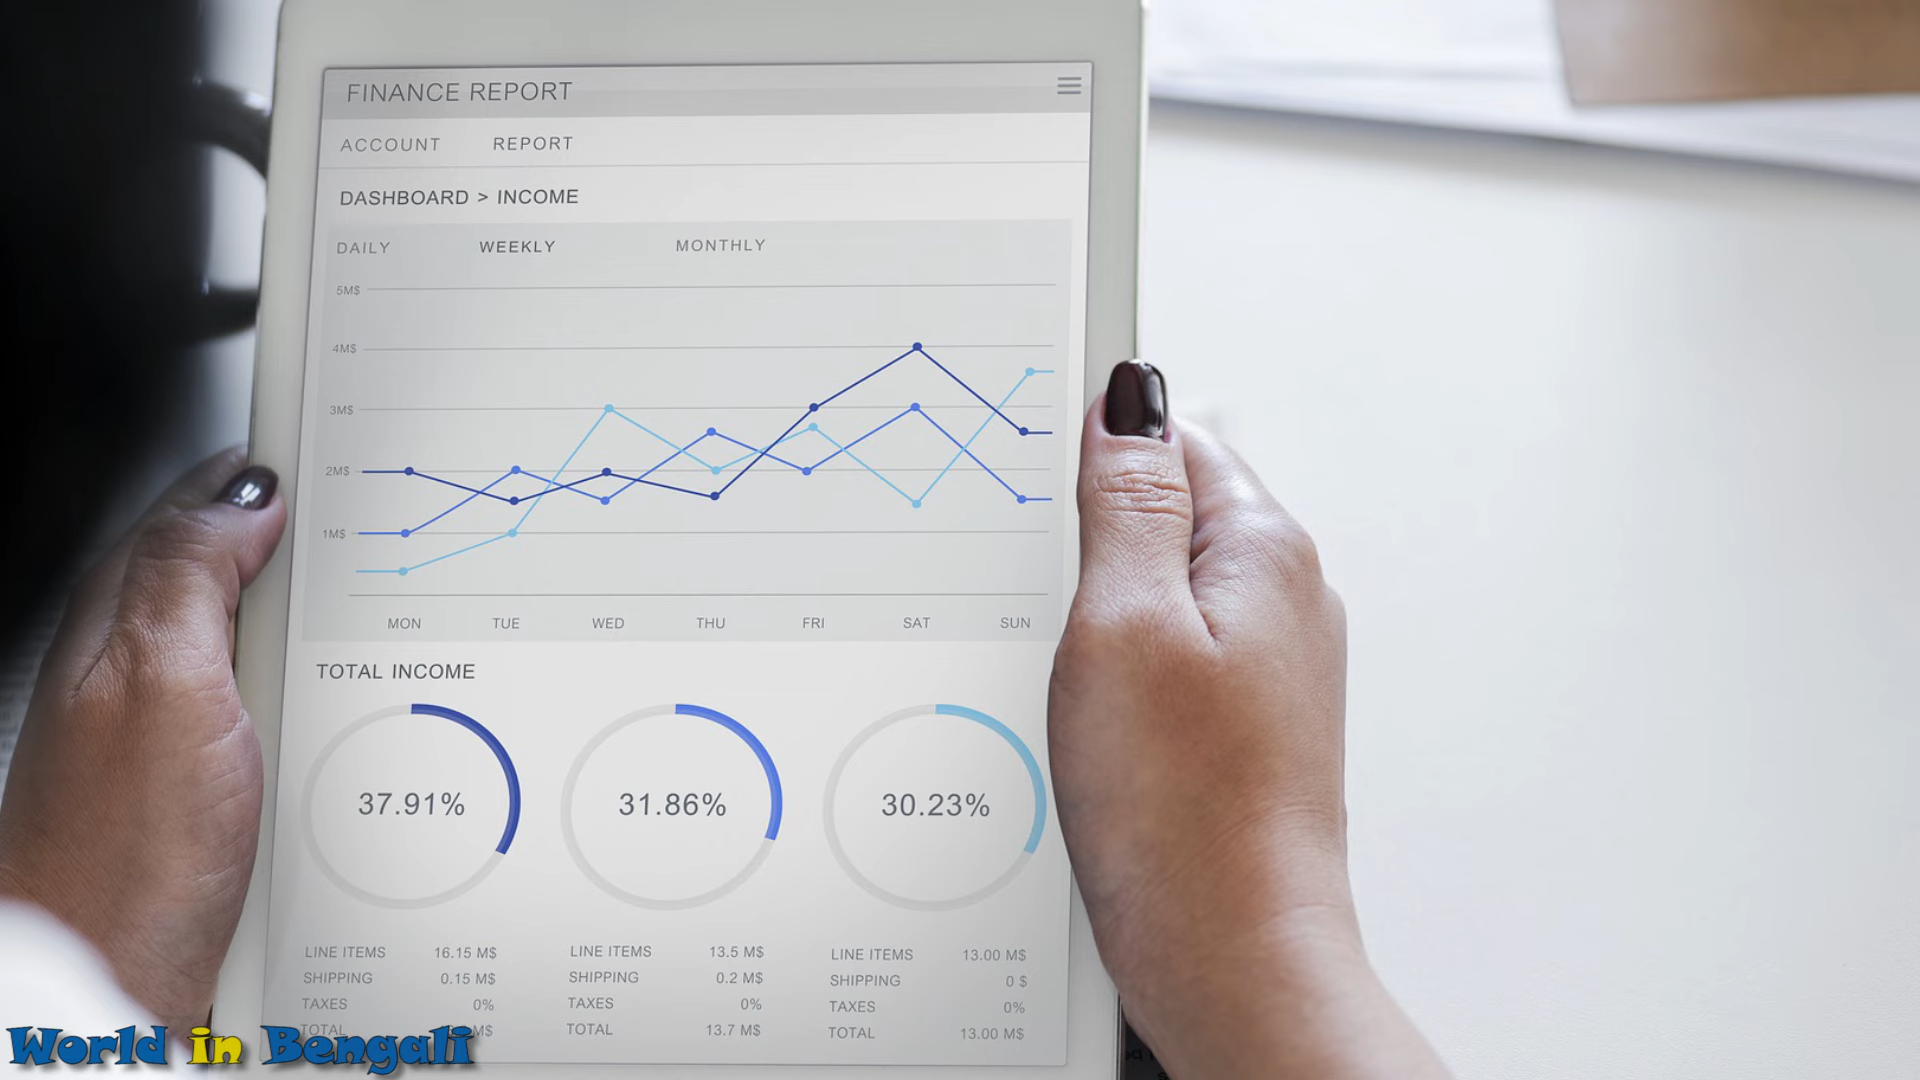 FINANCE REPORT
ACCOUNT REPORT
DASHBOARD > INCOME
DAILY WEEKLY MONTHLY
5M$
4M$
3M$
2M$
1M$
MON TUE WED THU FRI SAT SUN
TOTAL INCOME
37.91% 31.86% 30.23%
LINE ITEMS 16.15 M$ LINE ITEMS 13.5 M$ LINE ITEMS 13.00 M$
SHIPPING 0.15 M$ SHIPPING 0.2 M$ SHIPPING 0 $
TAXES 0% TAXES 0% TAXES 0%
TOTAL M$ TOTAL 13.7 M$ TOTAL 13.00 M$
World in Bengali